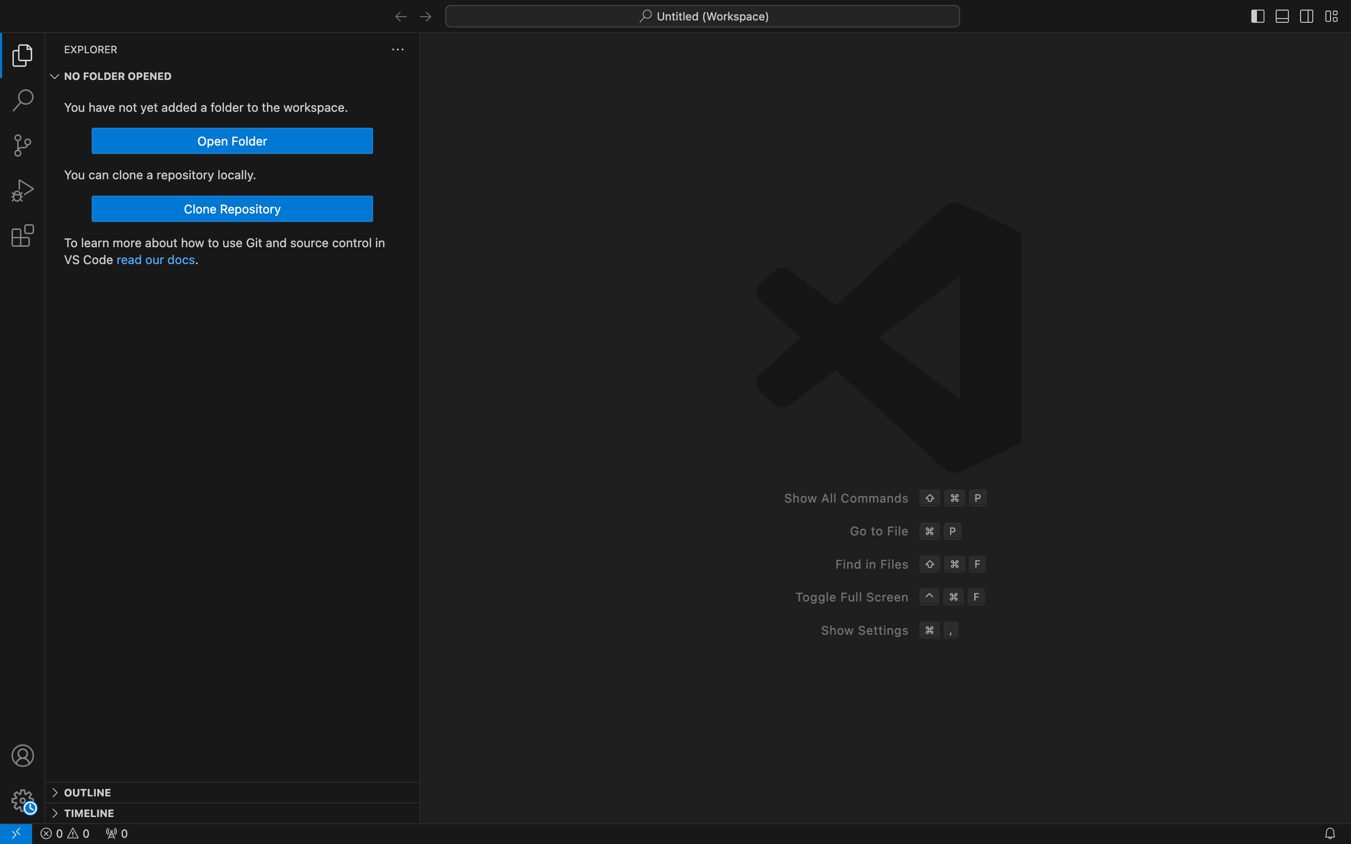 Untitled (Workspace)
EXPLORER
NO FOLDER OPENED
You have not yet added a folder to the workspace.
Open Folder
You can clone a repository locally.
Clone Repository
To learn more about how to use Git and source control in
VS Code read our docs.
Show All Commands ⇧ ⌘ P
Go to File ⌘ P
Find in Files ⇧ ⌘ F
Toggle Full Screen ^ ⌘ F
Show Settings ⌘ ,
OUTLINE
TIMELINE
0 0 0